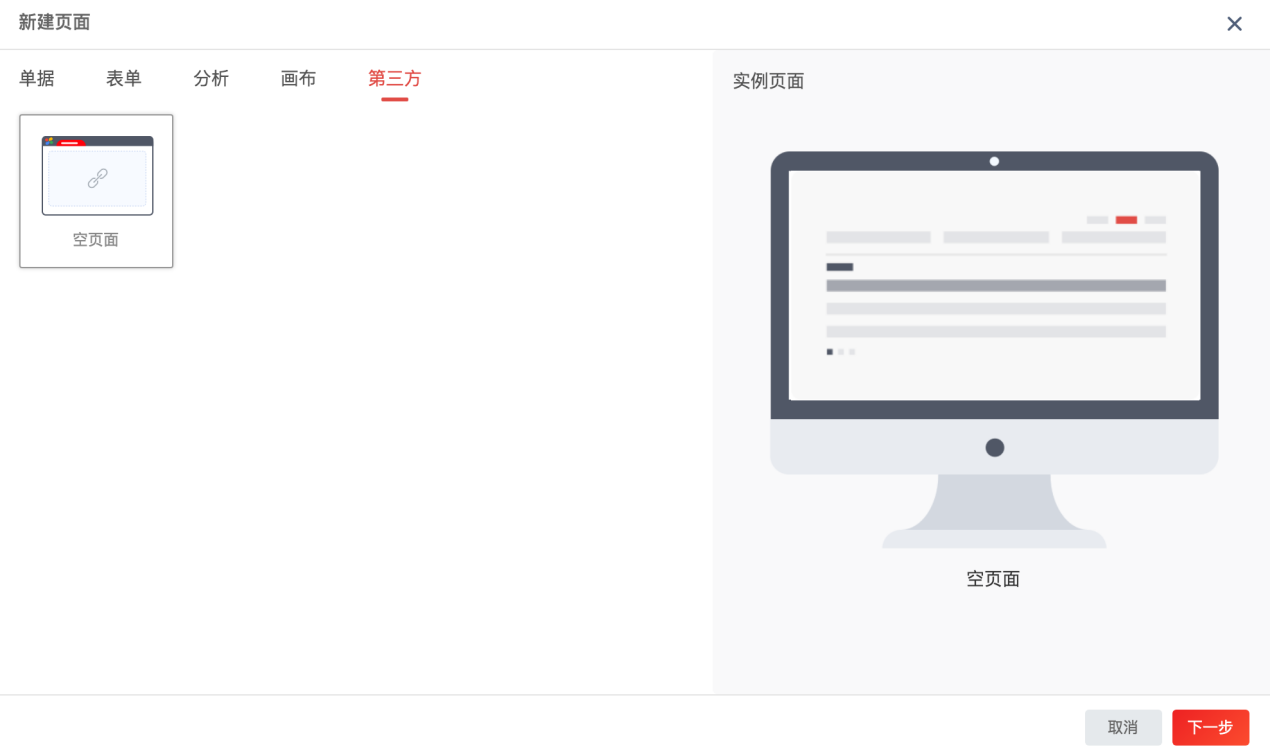 新建页面
单据 表单 分析 画布 第三方
实例页面
空页面
空页面
取消 下一步